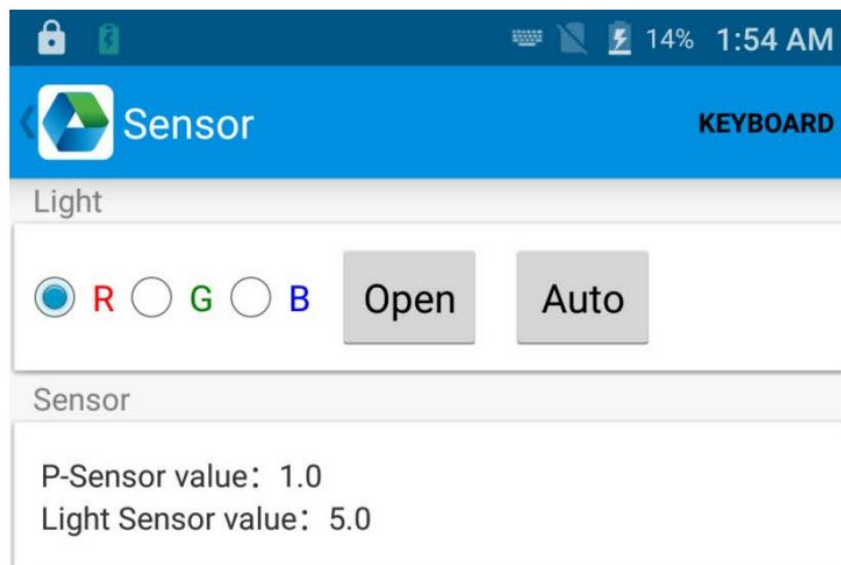 14% 1:54 AM
Sensor KEYBOARD
Light
R G B Open Auto
Sensor
P-Sensor value： 1.0
Light Sensor value： 5.0